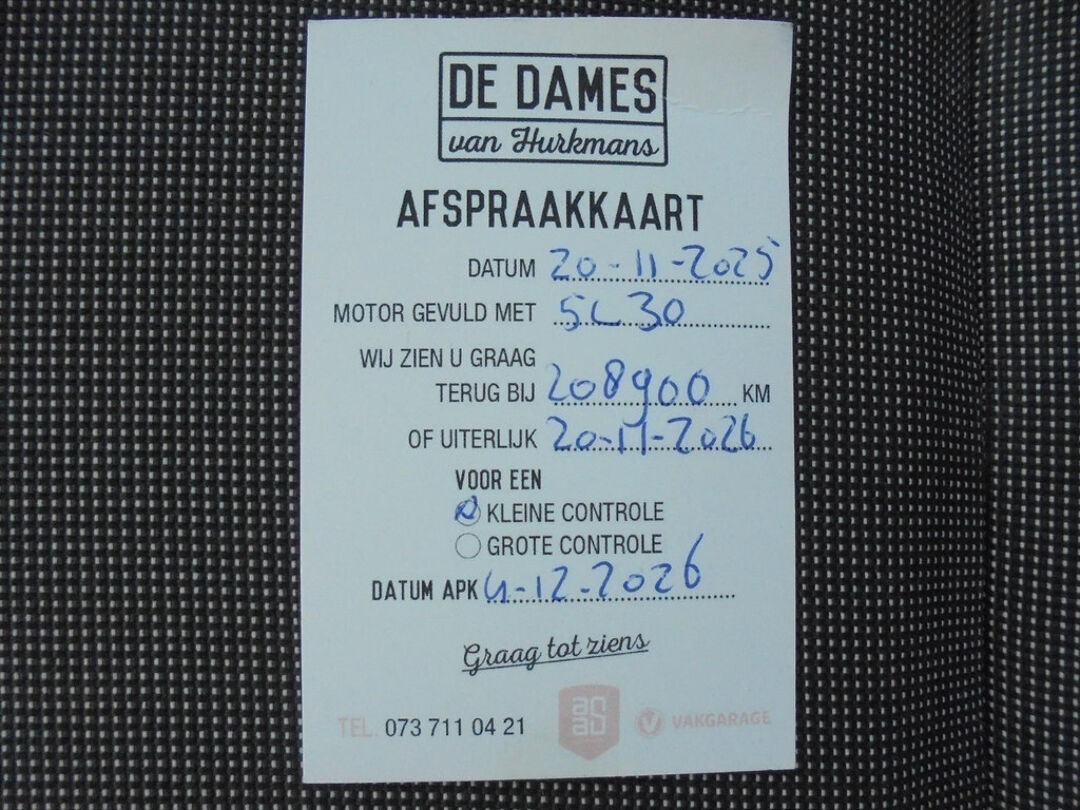 DE DAMES
van Hurkmans
AFSPRAAKKAART
DATUM 20-11-2025
MOTOR GEVULD MET 5L30
WIJ ZIEN U GRAAG
TERUG BIJ 208900 KM
OF UITERLIJK 20-11-2026
VOOR EEN
KLEINE CONTROLE
GROTE CONTROLE
DATUM APK 4-12-2026
Graag tot ziens
TEL. 073 711 04 21
VAKGARAGE